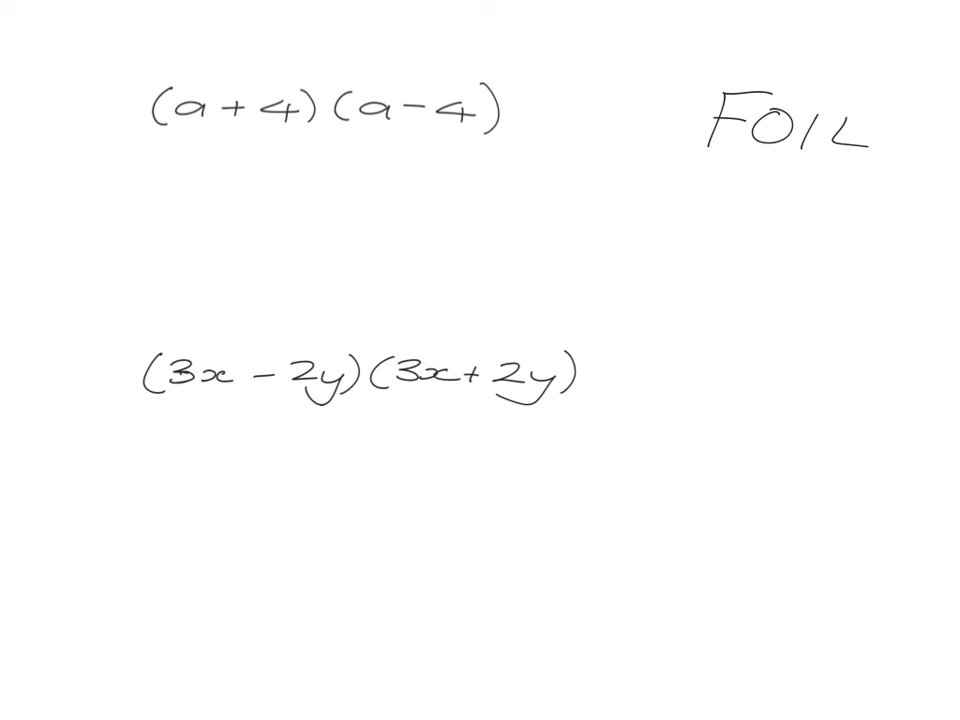 (a + 4) (a - 4)
FOIL
(3x - 2y) (3x + 2y)